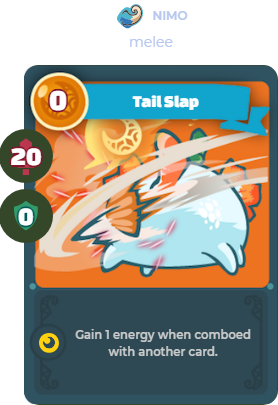 NIMO
melee
0
Tail Slap
20
0
Gain 1 energy when comboed
with another card.